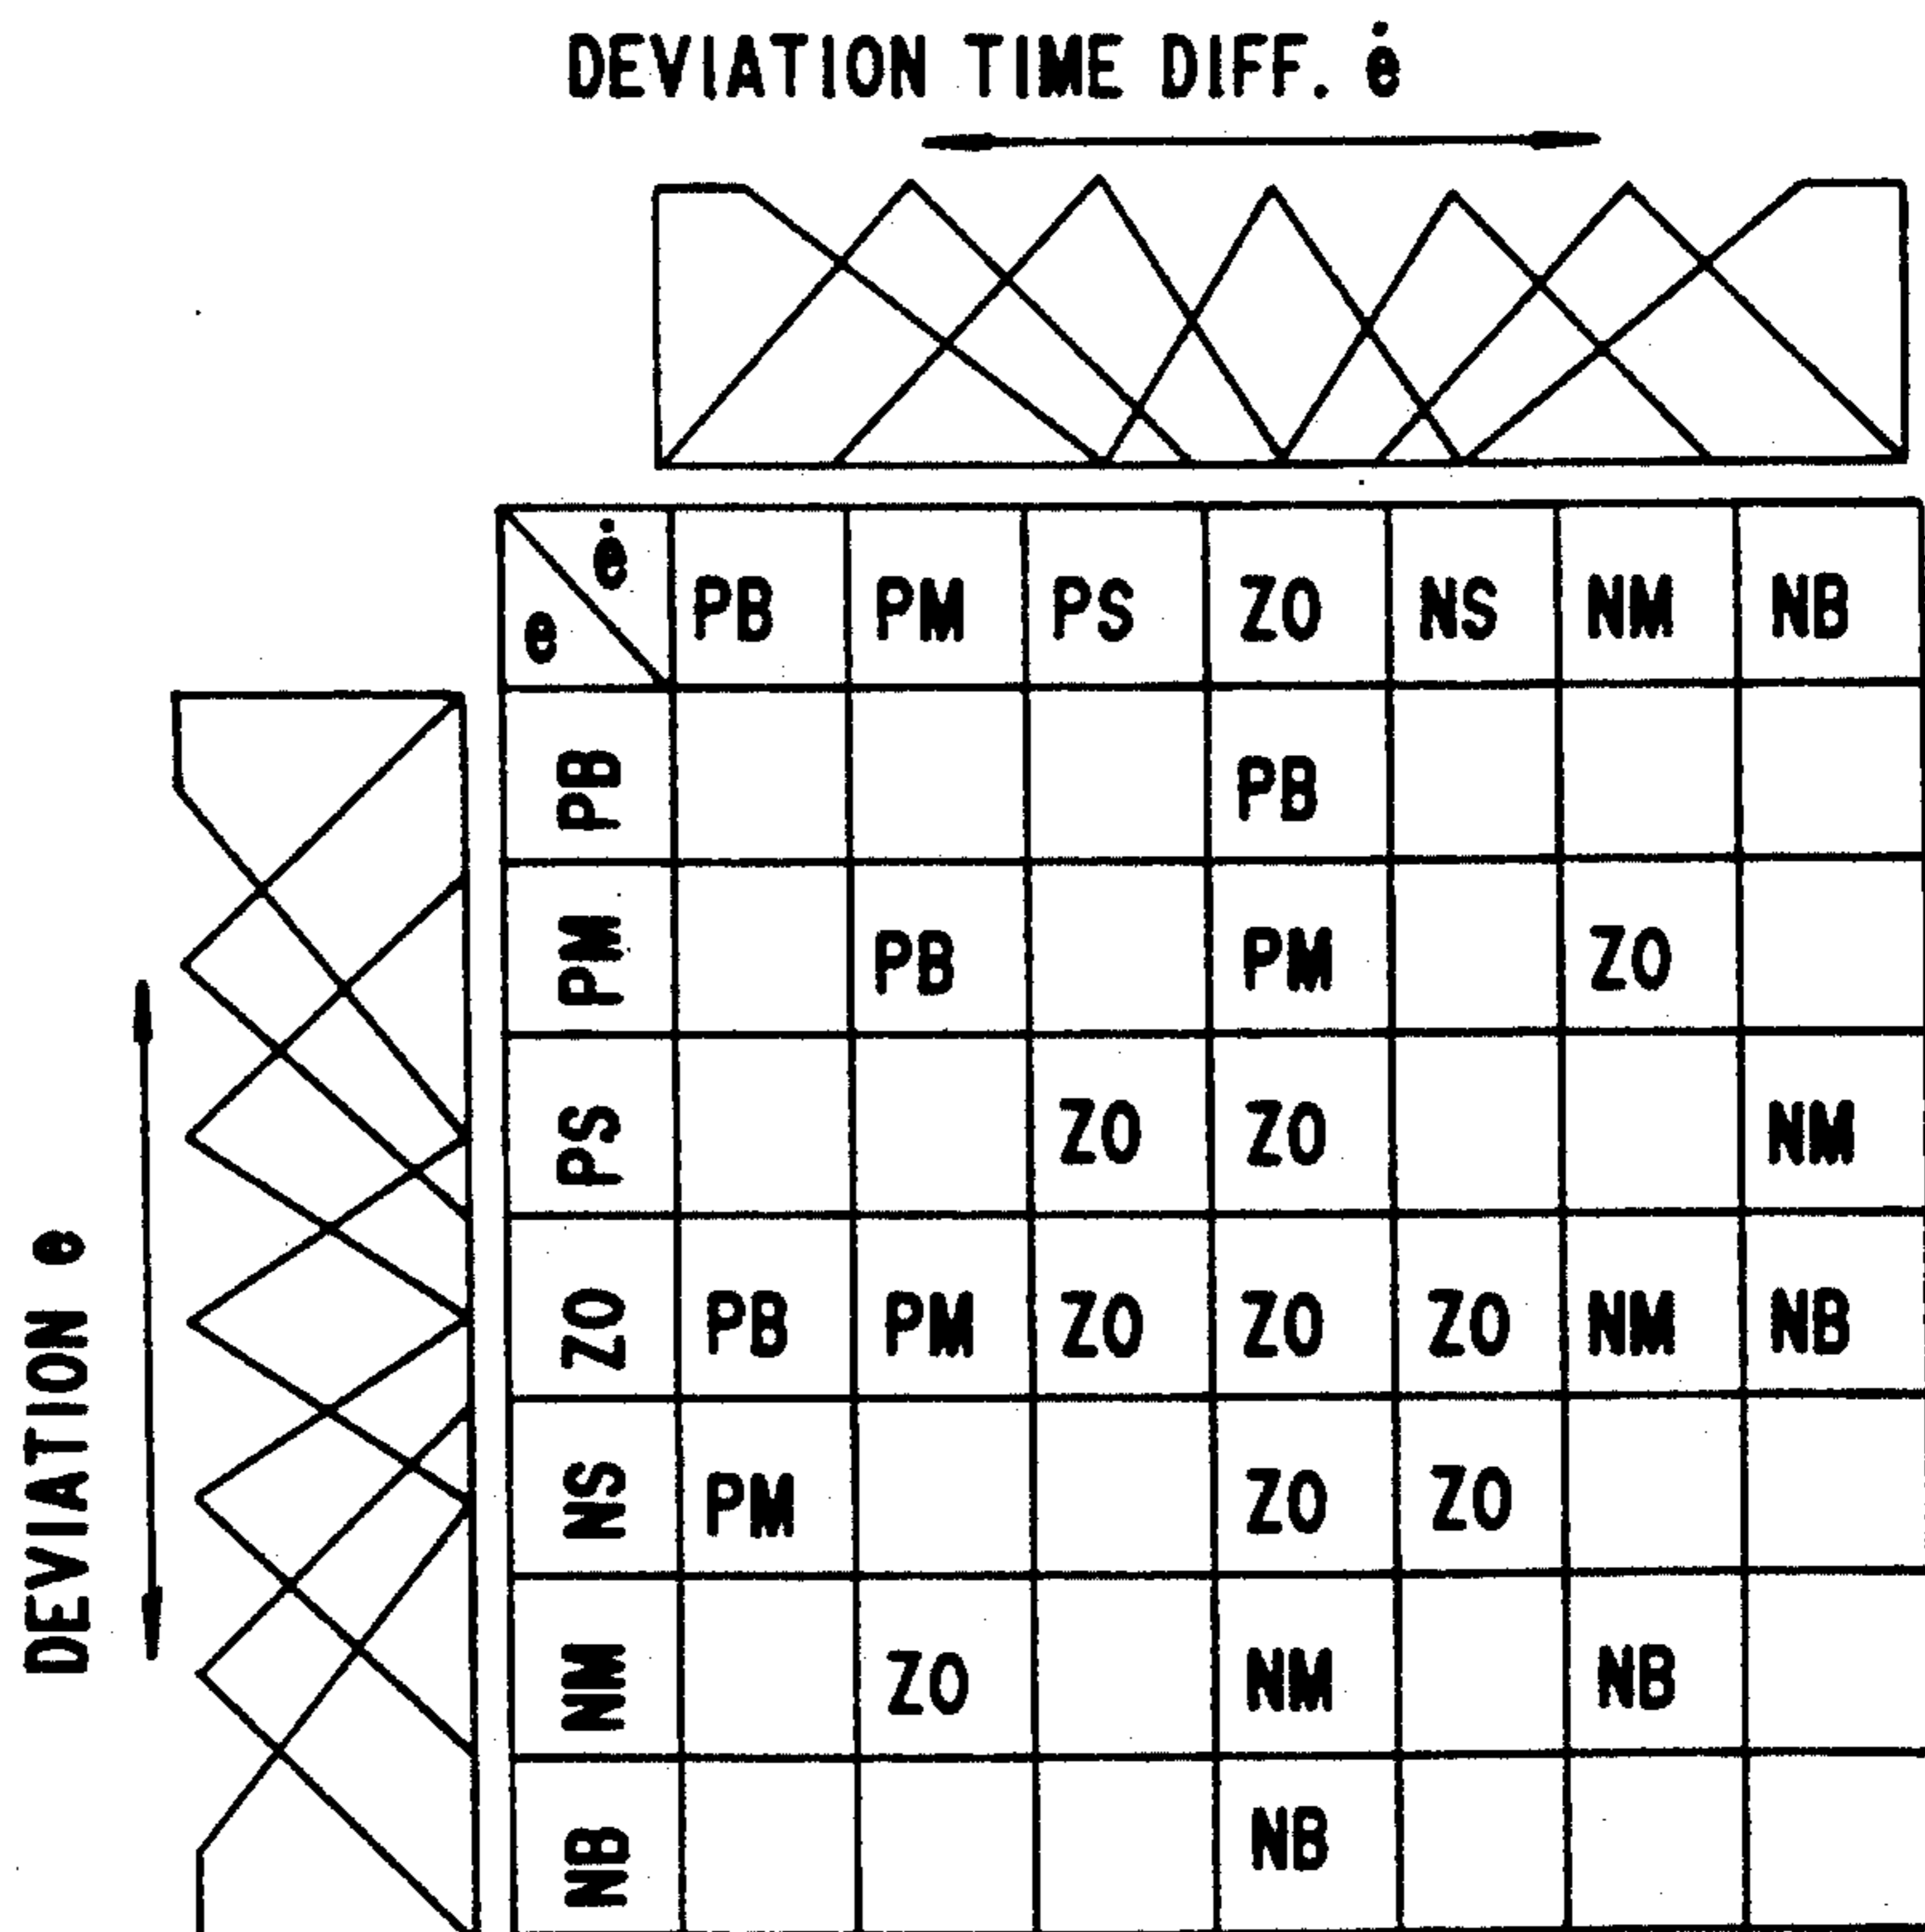 DEVIATION TIME DIFF. ė
ė
e PB PM PS ZO NS NM NB
PB PB
PM PB PM ZO
PS ZO ZO NM
ZO PB PM ZO ZO ZO NM NB
NS PM ZO ZO
NM ZO NM NB
NB NB
DEVIATION e